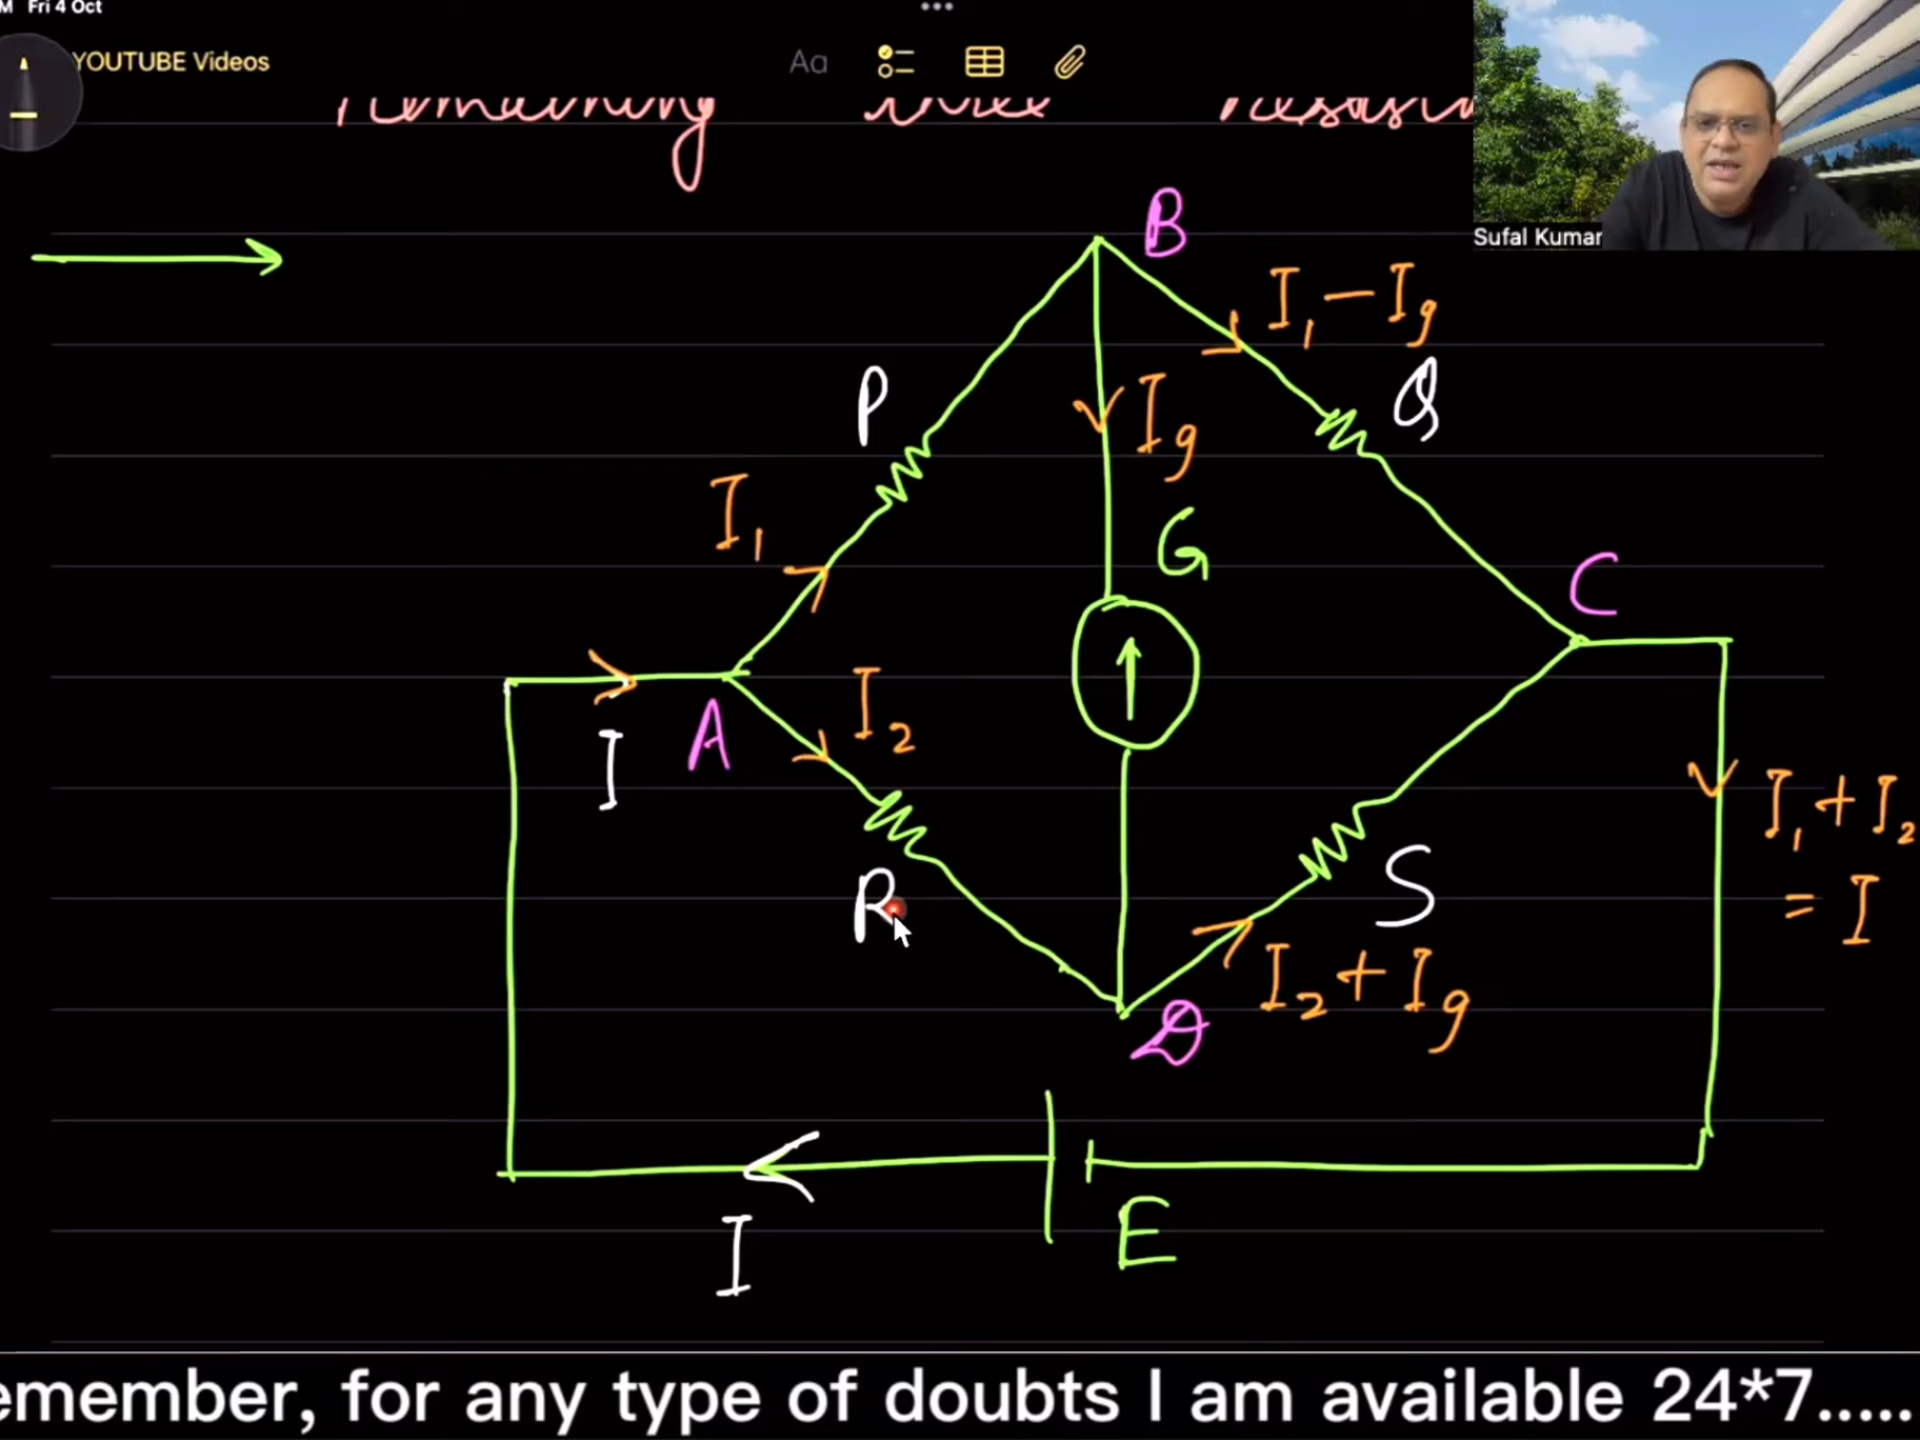 M Fri 4 Oct
YOUTUBE Videos
Aa
Remaining
Sufal Kumar
B
I₁ - Ig
P
Q
Ig
I₁
G
C
I₂
A
I
I₁ + I₂
= I
R
S
I₂ + Ig
D
E
I
emember, for any type of doubts I am available 24*7.....